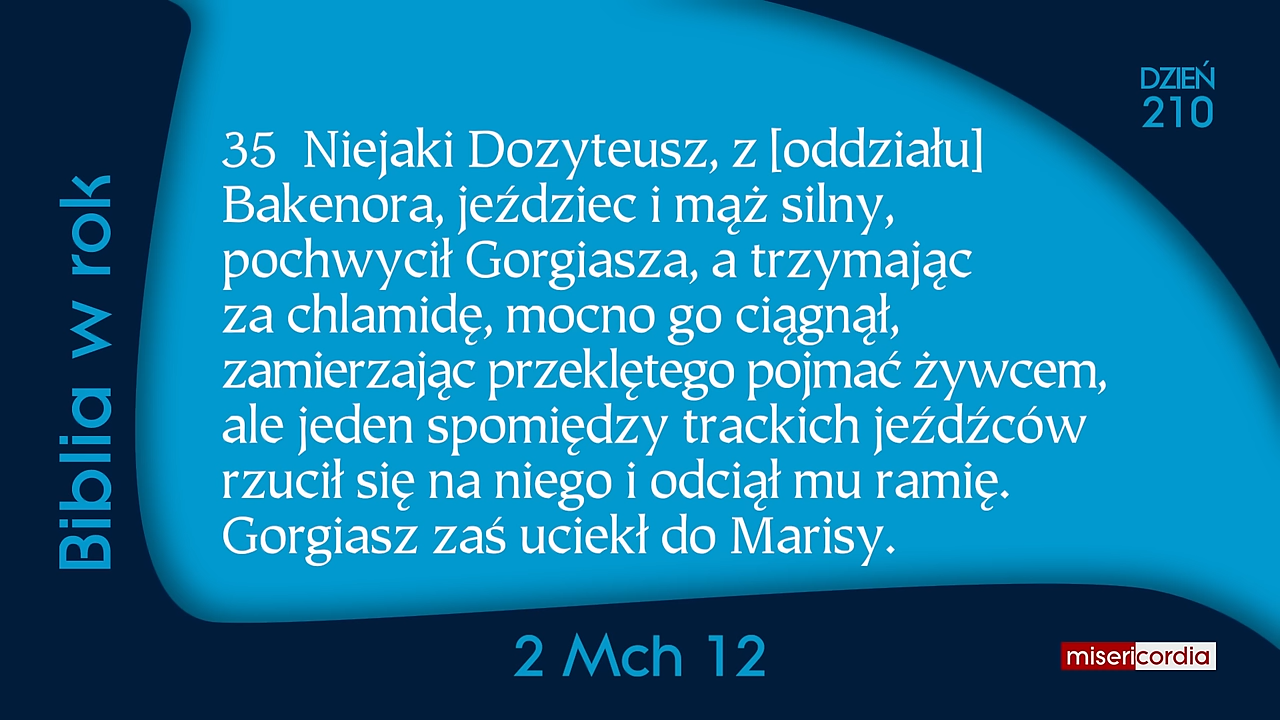 DZIEŃ
210
35 Niejaki Dozyteusz, z [oddziału]
Bakenora, jeździec i mąż silny,
pochwycił Gorgiasza, a trzymając
za chlamidę, mocno go ciągnął,
zamierzając przeklętego pojmać żywcem,
ale jeden spomiędzy trackich jeźdźców
rzucił się na niego i odciął mu ramię.
Gorgiasz zaś uciekł do Marisy.
Biblia w rok
2 Mch 12
misericordia